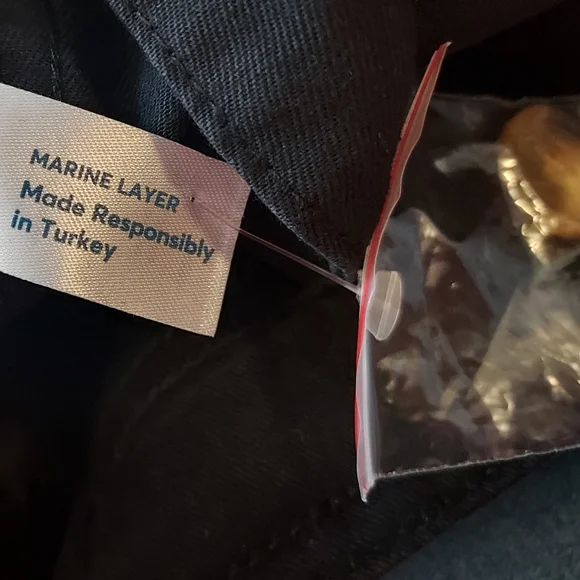 MARINE LAYER
Made Responsibly
in Turkey